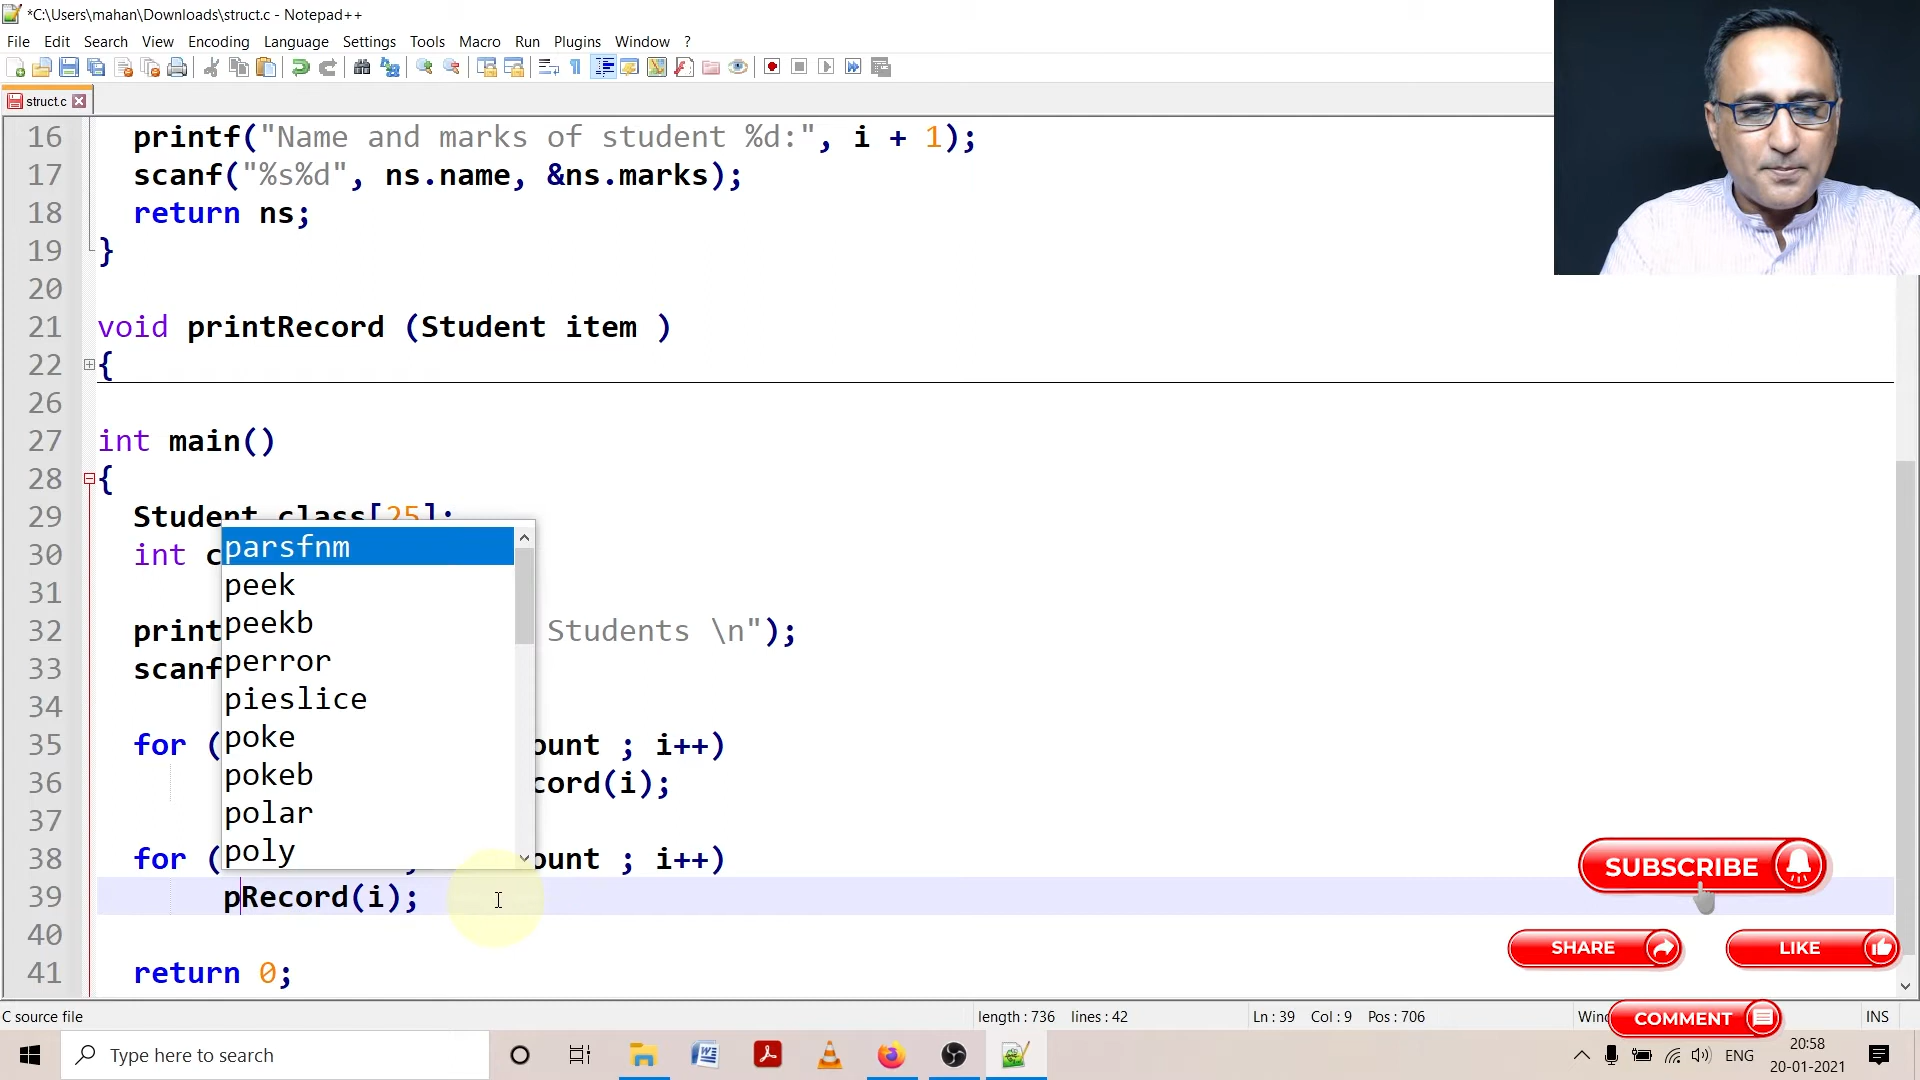 *C:\Users\mahan\Downloads\struct.c - Notepad++
File Edit Search View Encoding Language Settings Tools Macro Run Plugins Window ?
struct.c
16 printf("Name and marks of student %d:", i + 1);
17 scanf("%s%d", ns.name, &ns.marks);
18 return ns;
19 }
20
21 void printRecord (Student item )
22 {
26
27 int main()
28 {
29 Student class[25];
30 int c
31
32 print Students \n");
33 scanf
34
35 for ( ount ; i++)
36 cord(i);
37
38 for ( ount ; i++)
39 pRecord(i);
40
41 return 0;
parsfnm
peek
peekb
perror
pieslice
poke
pokeb
polar
poly
SUBSCRIBE
SHARE
LIKE
COMMENT
C source file length : 736 lines : 42 Ln : 39 Col : 9 Pos : 706 Winc INS
Type here to search
ENG
20:58
20-01-2021